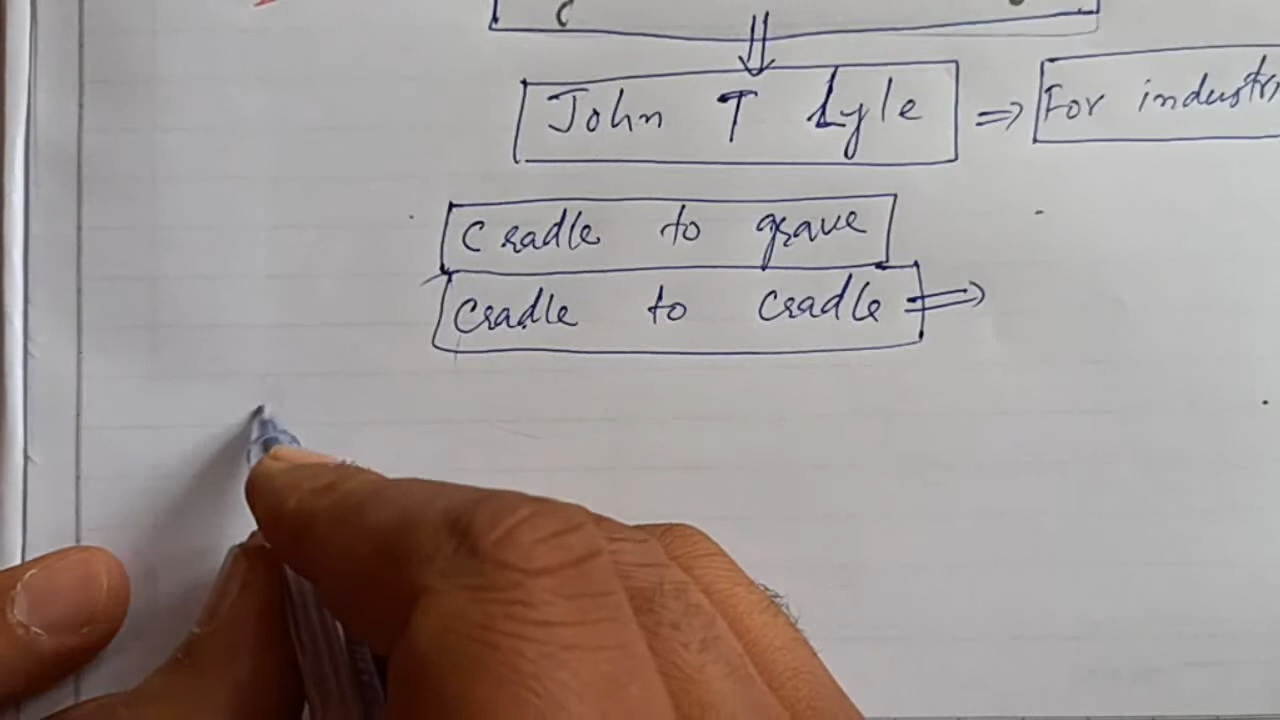 John T Lyle ⇒ For industr
Cradle to grave
Cradle to cradle ⇒